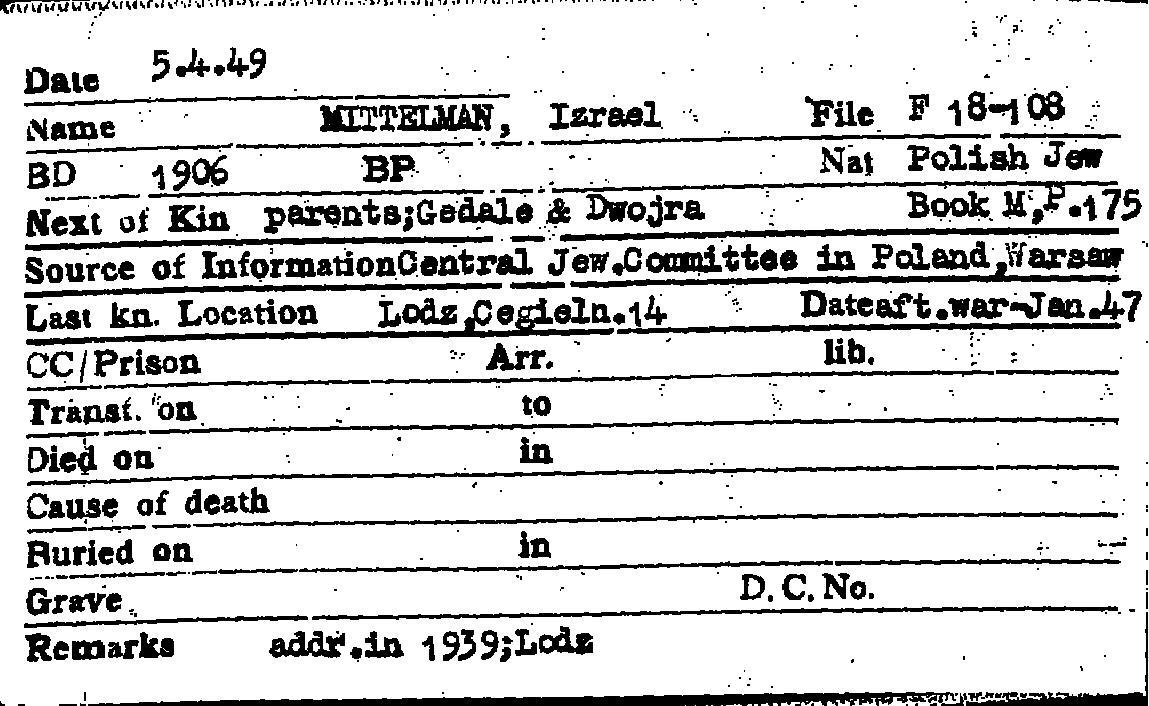 Date 5.4.49
Name MITTELMAN, Izrael File F 18-108
BD 1906 BP Nat Polish Jew
Next of Kin parents;Gedale & Dwojra Book M,P.175
Source of InformationCentral Jew.Committee in Poland,Warsaw
Last kn. Location Lodz,Cegieln.14 Dateaft.war-Jan.47
CC/Prison Arr. lib.
Transf. on to
Died on in
Cause of death
Buried on in
Grave D.C.No.
Remarks addr.in 1939;Lodz